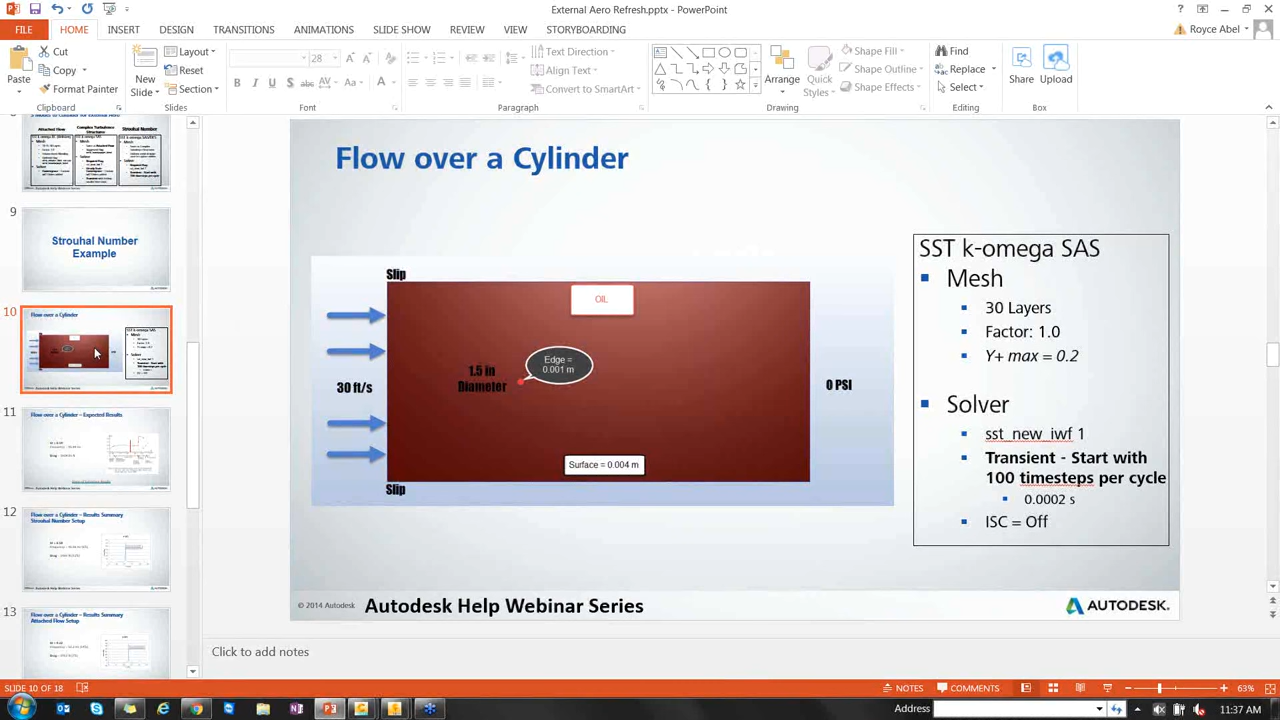 External Aero Refresh.pptx - PowerPoint
FILE
HOME
INSERT
DESIGN
TRANSITIONS
ANIMATIONS
SLIDE SHOW
REVIEW
VIEW
STORYBOARDING
Royce Abel
Paste
Cut
Copy
Format Painter
Clipboard
New
Slide
Layout
Reset
Section
Slides
28
Font
Text Direction
Align Text
Convert to SmartArt
Paragraph
Arrange
Quick
Styles
Shape Fill
Shape Outline
Shape Effects
Drawing
Find
Replace
Select
Editing
Share
Upload
Box
Attached Flow
Complex Turbulence
Structures
Strouhal Number
9
Strouhal Number
Example
10
Flow over a Cylinder
11
Flow over a Cylinder – Expected Results
12
Flow over a Cylinder – Results Summary
Strouhal Number Setup
13
Flow over a Cylinder – Results Summary
Attached Flow Setup
Flow over a Cylinder
Slip
OIL
Edge =
0.001 m
1.5 in
Diameter
30 ft/s
0 PSI
Surface = 0.004 m
Slip
SST k-omega SAS
Mesh
30 Layers
Factor: 1.0
Y+ max = 0.2
Solver
sst_new_iwf 1
Transient - Start with
100 timesteps per cycle
0.0002 s
ISC = Off
© 2014 Autodesk
Autodesk Help Webinar Series
AUTODESK.
Click to add notes
SLIDE 10 OF 18
NOTES
COMMENTS
63%
Address
11:37 AM